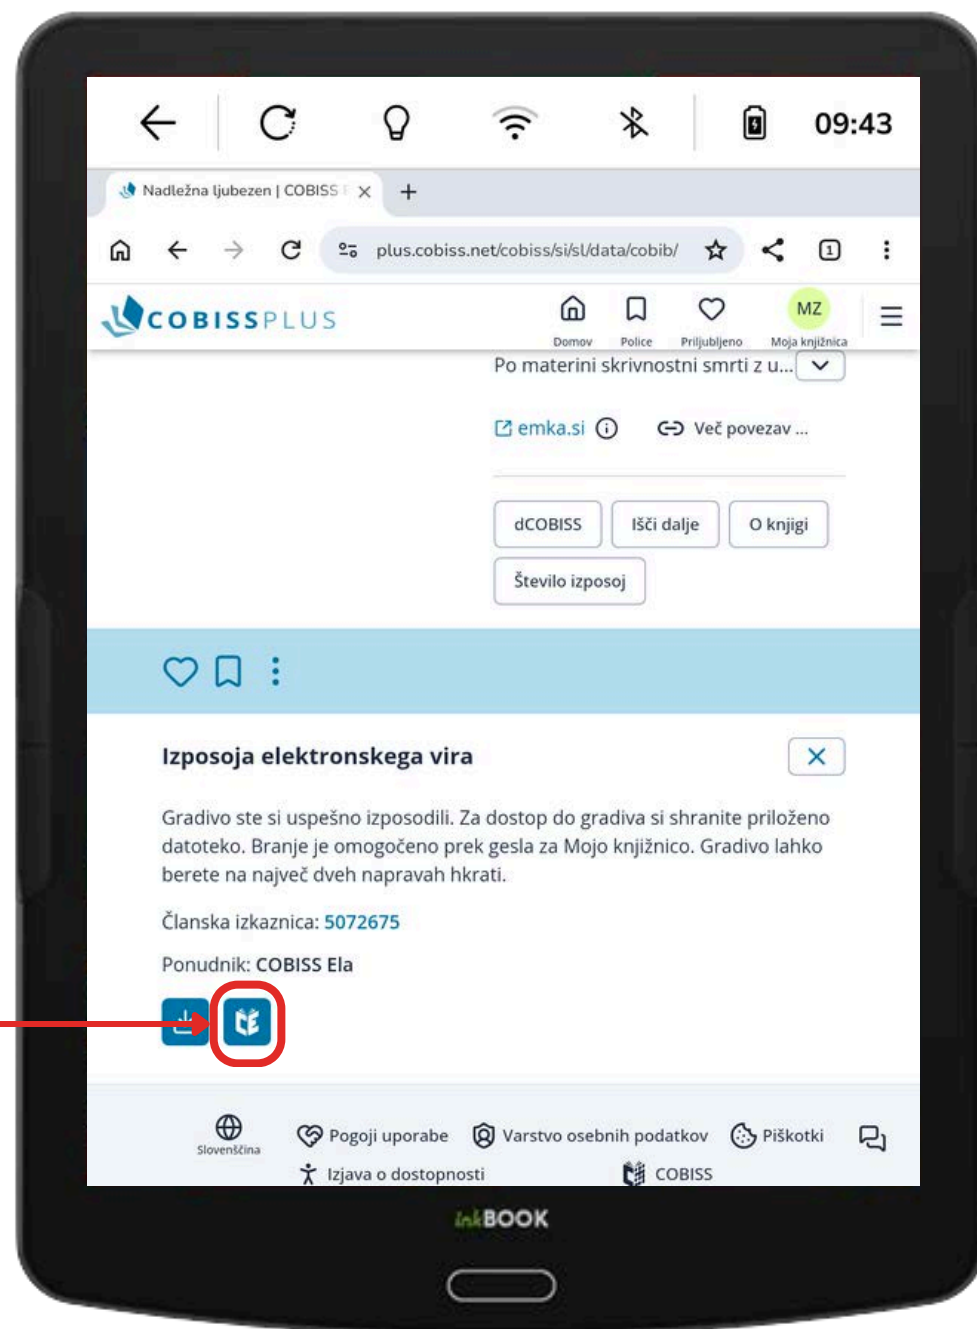 09:43
Nadležna ljubezen | COBISS
plus.cobiss.net/cobiss/si/sl/data/cobib/
1
COBISSPLUS
Domov
Police
Priljubljeno
MZ
Moja knjižnica
Po materini skrivnostni smrti z u...
emka.si
Več povezav ...
dCOBISS
Išči dalje
O knjigi
Število izposoj
Izposoja elektronskega vira
Gradivo ste si uspešno izposodili. Za dostop do gradiva si shranite priloženo
datoteko. Branje je omogočeno prek gesla za Mojo knjižnico. Gradivo lahko
berete na največ dveh napravah hkrati.
Članska izkaznica: 5072675
Ponudnik: COBISS Ela
CE
Slovenščina
Pogoji uporabe
Varstvo osebnih podatkov
Piškotki
Izjava o dostopnosti
COBISS
inkBOOK